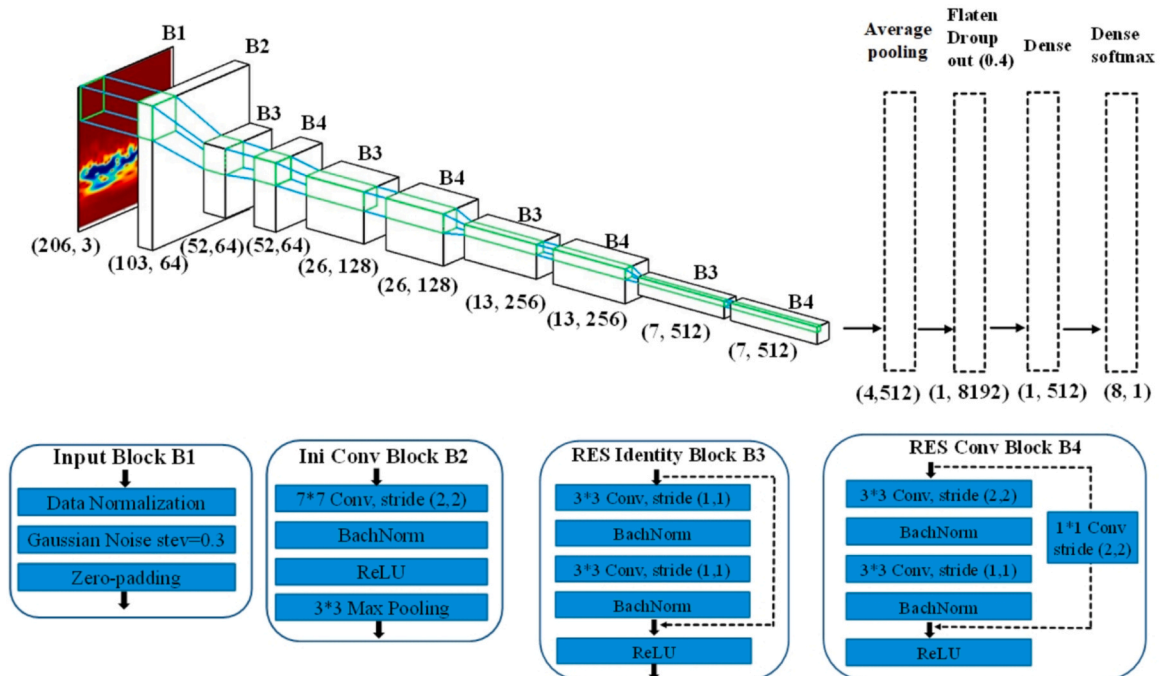 B1
B2
B3
B4
B3
B4
B3
B4
B3
B4
(206, 3)
(103, 64)
(52,64)
(52,64)
(26, 128)
(26, 128)
(13, 256)
(13, 256)
(7, 512)
(7, 512)
Average
pooling
Flaten
Droup
out (0.4)
Dense
Dense
softmax
(4,512)
(1, 8192)
(1, 512)
(8, 1)
Input Block B1
Data Normalization
Gaussian Noise stev=0.3
Zero-padding
Ini Conv Block B2
7*7 Conv, stride (2,2)
BachNorm
ReLU
3*3 Max Pooling
RES Identity Block B3
3*3 Conv, stride (1,1)
BachNorm
3*3 Conv, stride (1,1)
BachNorm
ReLU
RES Conv Block B4
3*3 Conv, stride (2,2)
BachNorm
3*3 Conv, stride (1,1)
BachNorm
ReLU
1*1 Conv
stride (2,2)